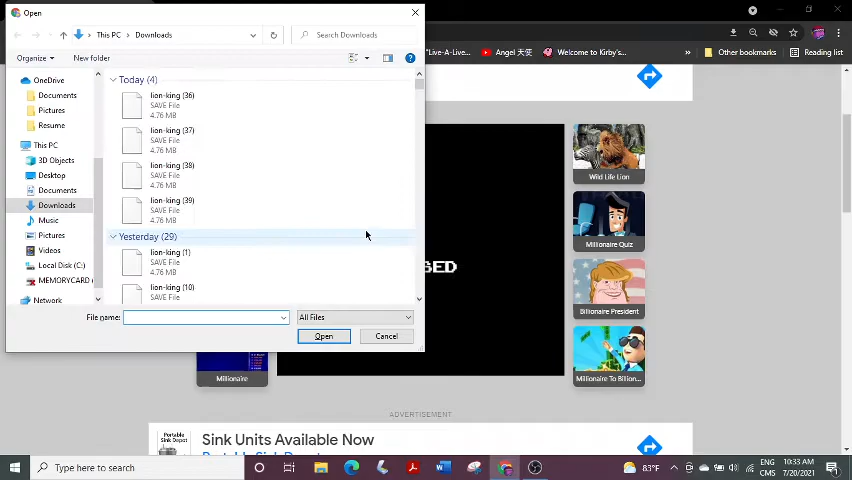 Open
This PC
Downloads
Search Downloads
Organize
New folder
OneDrive
Documents
Pictures
Resume
This PC
3D Objects
Desktop
Downloads
Documents
Music
Pictures
Videos
Local Disk (C:)
MEMORYCARD (
Network
Today (4)
lion-king (36)
SAVE File
4.76 MB
lion-king (37)
SAVE File
4.76 MB
lion-king (38)
SAVE File
4.76 MB
lion-king (39)
SAVE File
4.76 MB
Yesterday (29)
lion-king (1)
SAVE File
4.76 MB
lion-king (10)
SAVE File
File name:
All Files
Open
Cancel
"Live-A-Live...
Angel 天使
Welcome to Kirby's...
»
Other bookmarks
Reading list
Wild Life Lion
Millionaire Quiz
Billionaire President
Millionaire To Billion...
Millionaire
ADVERTISEMENT
Portable
Sink Depot
Sink Units Available Now
Type here to search
83°F
ENG
CMS
10:33 AM
7/20/2021